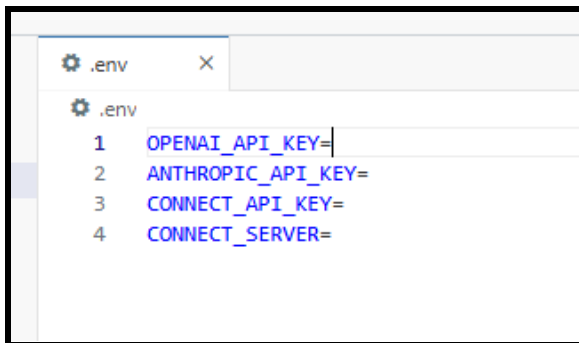 .env
.env
1 OPENAI_API_KEY=
2 ANTHROPIC_API_KEY=
3 CONNECT_API_KEY=
4 CONNECT_SERVER=